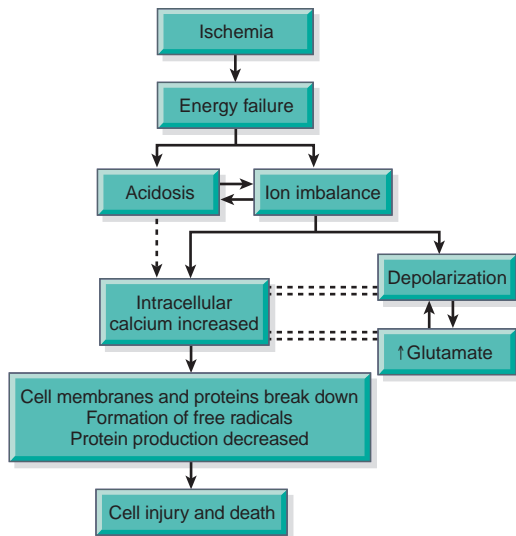 Ischemia
Energy failure
Acidosis
Ion imbalance
Depolarization
Intracellular
calcium increased
↑Glutamate
Cell membranes and proteins break down
Formation of free radicals
Protein production decreased
Cell injury and death